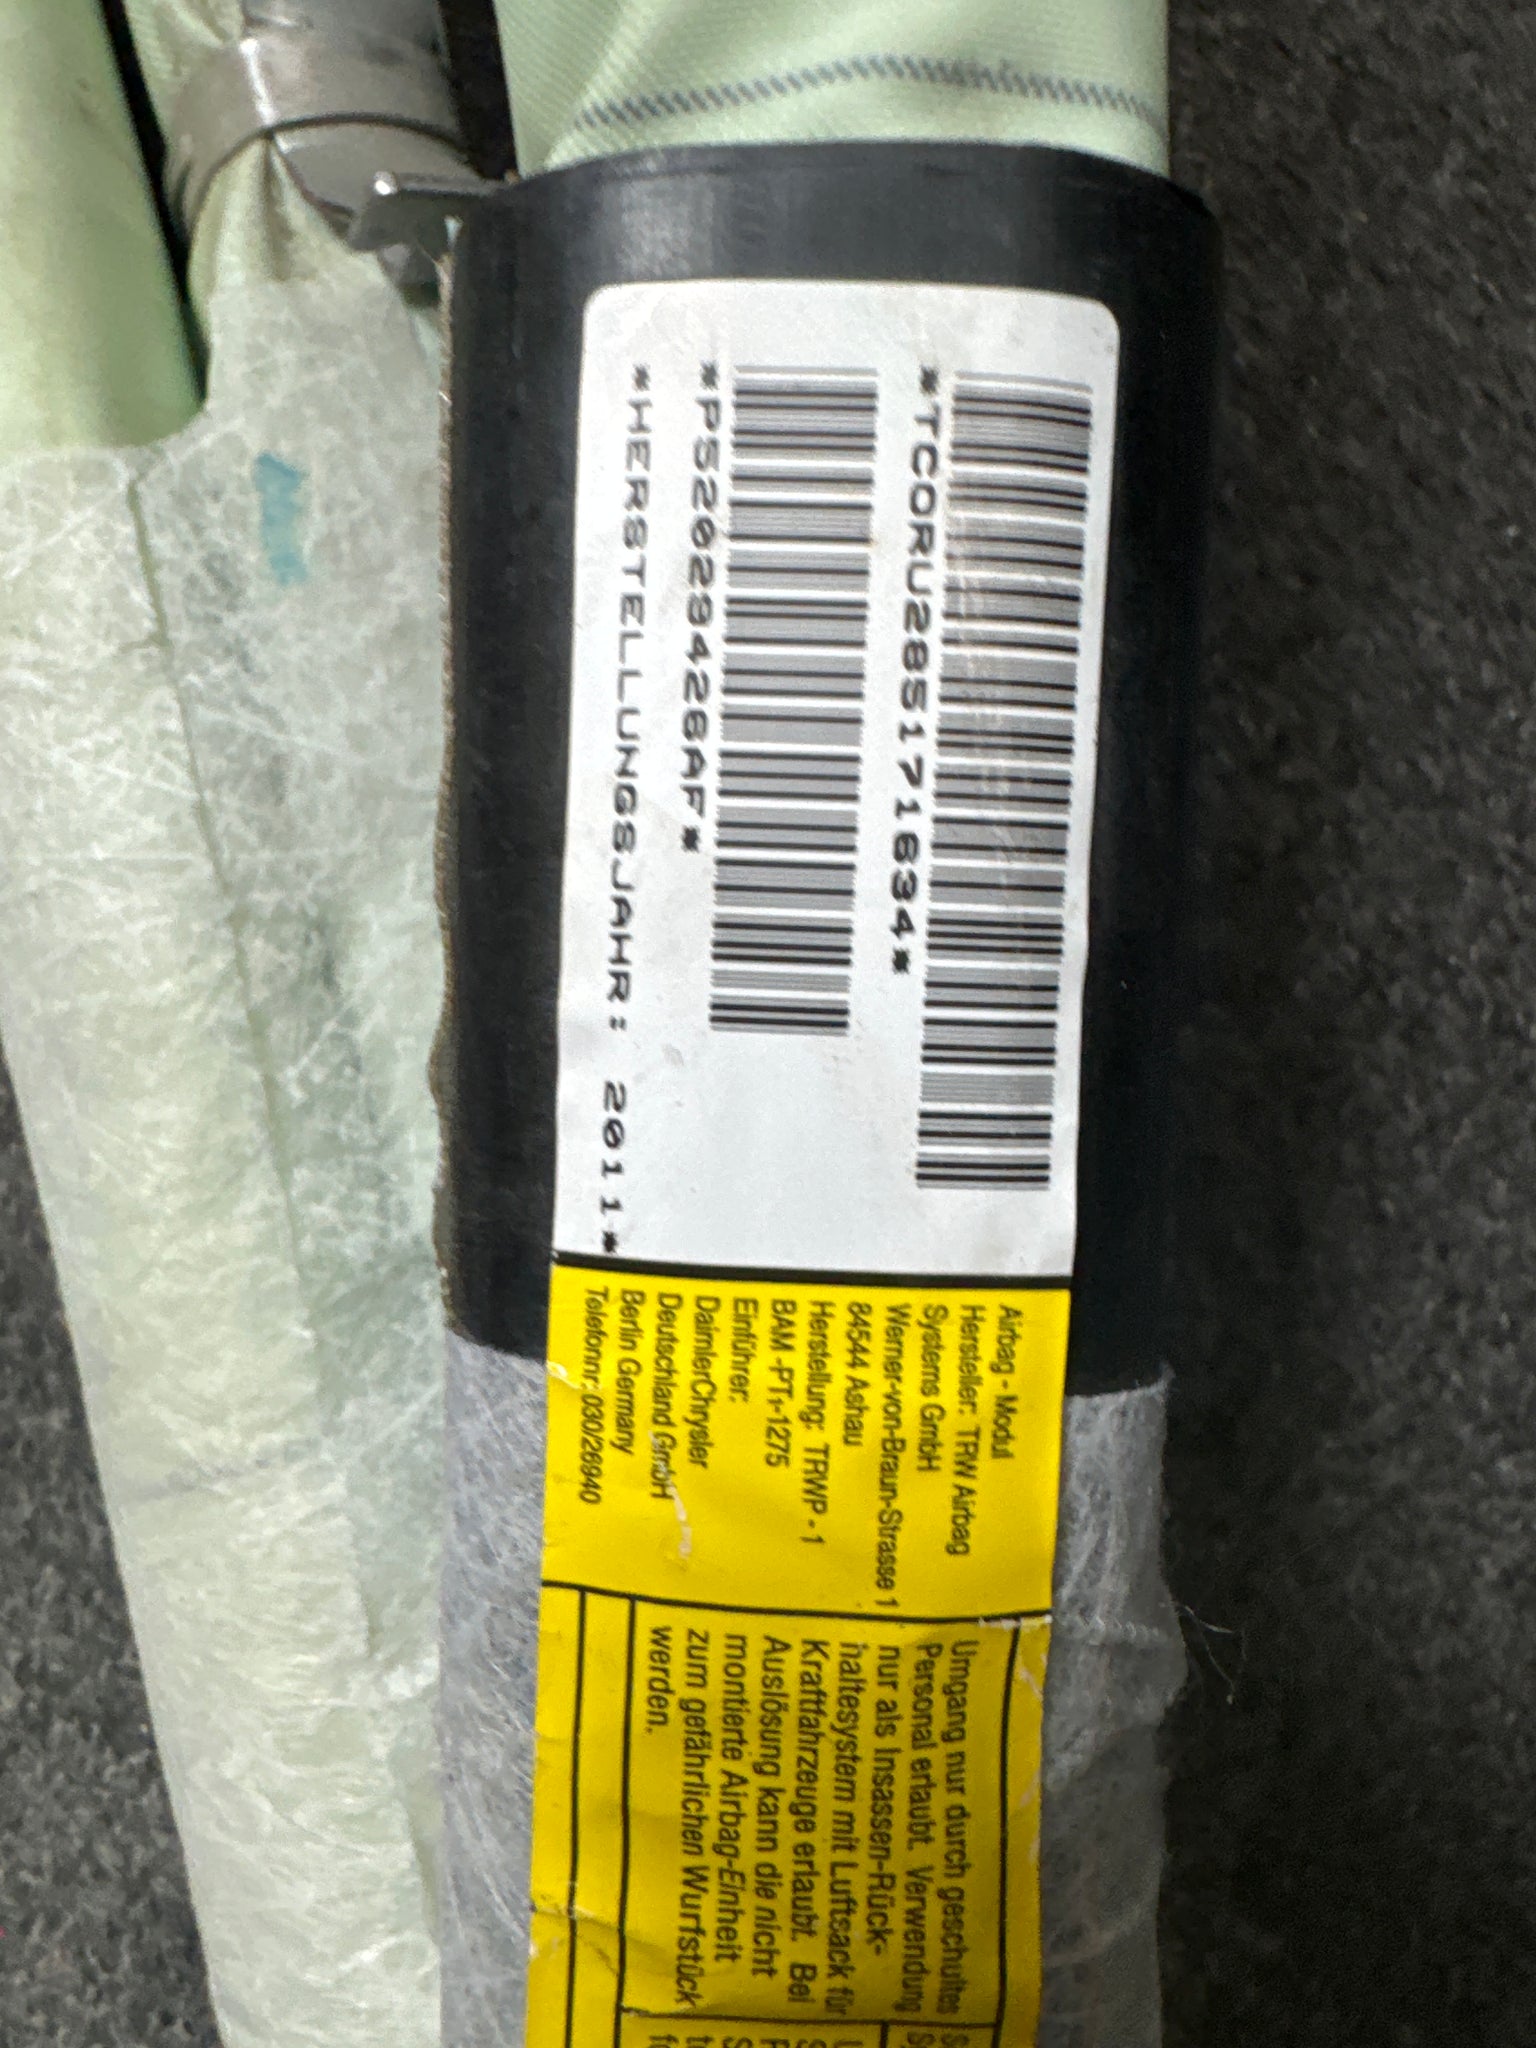 *TCORU285171634*
*P52029426AF*
*HERSTELLUNGSJAHR: 2011*
Airbag - Modul
Hersteller: TRW Airbag
Systems GmbH
Werner-von-Braun-Strasse 1
84544 Ashau
Herstellung: TRWP - 1
BAM -PT₁-1275
Einführer:
DaimlerChrysler
Deutschland GmbH
Berlin Germany
Telefonnr: 030/26940
Umgang nur durch geschultes
Personal erlaubt. Verwendung
nur als Insassen-Rück-
haltesystem mit Luftsack für
Kraftfahrzeuge erlaubt. Bei
Auslösung kann die nicht
montierte Airbag-Einheit
zum gefährlichen Wurfstück
werden.